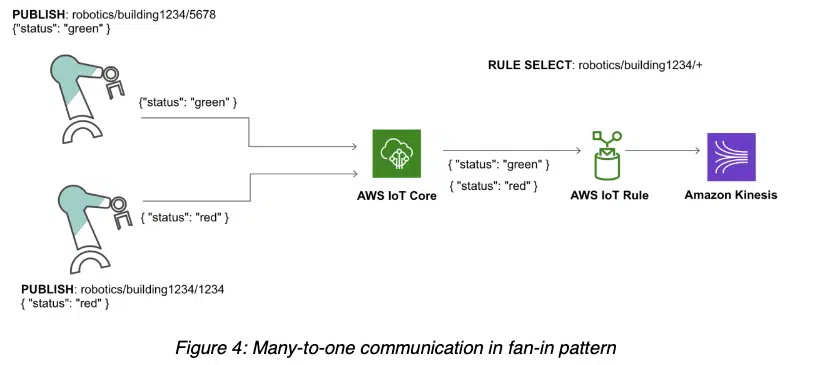 PUBLISH: robotics/building1234/5678
{"status": "green" }
RULE SELECT: robotics/building1234/+
{"status": "green" }
{ "status": "green" }
{ "status": "red" }
AWS IoT Core
AWS IoT Rule
Amazon Kinesis
{ "status": "red" }
PUBLISH: robotics/building1234/1234
{ "status": "red" }
Figure 4: Many-to-one communication in fan-in pattern